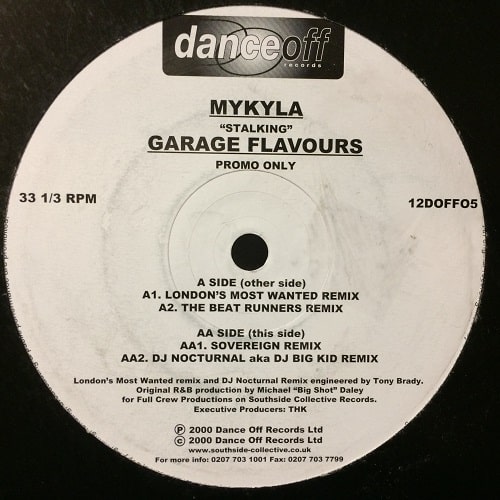 danceoff
records
MYKYLA
"STALKING"
GARAGE FLAVOURS
PROMO ONLY
33 1/3 RPM
12DOFFO5
A SIDE (other side)
A1. LONDON'S MOST WANTED REMIX
A2. THE BEAT RUNNERS REMIX
AA SIDE (this side)
AA1. SOVEREIGN REMIX
AA2. DJ NOCTURNAL aka DJ BIG KID REMIX
London's Most Wanted remix and DJ Nocturnal Remix engineered by Tony Brady.
Original R&B production by Michael "Big Shot" Daley
for Full Crew Productions on Southside Collective Records.
Executive Producers: THK
℗ 2000 Dance Off Records Ltd
© 2000 Dance Off Records Ltd
www.southside-collective.co.uk
For more info: 0207 703 1001 Fax: 0207 703 7799